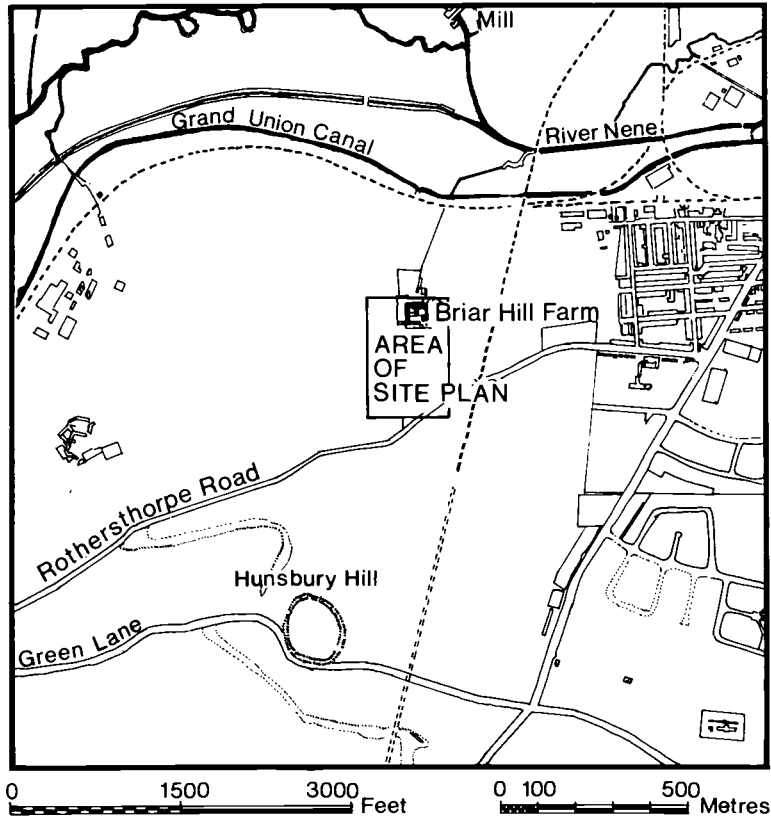 Mill
Grand Union Canal
River Nene
Briar Hill Farm
AREA
OF
SITE PLAN
Rothersthorpe Road
Hunsbury Hill
Green Lane
0 1500 3000 Feet
0 100 500 Metres